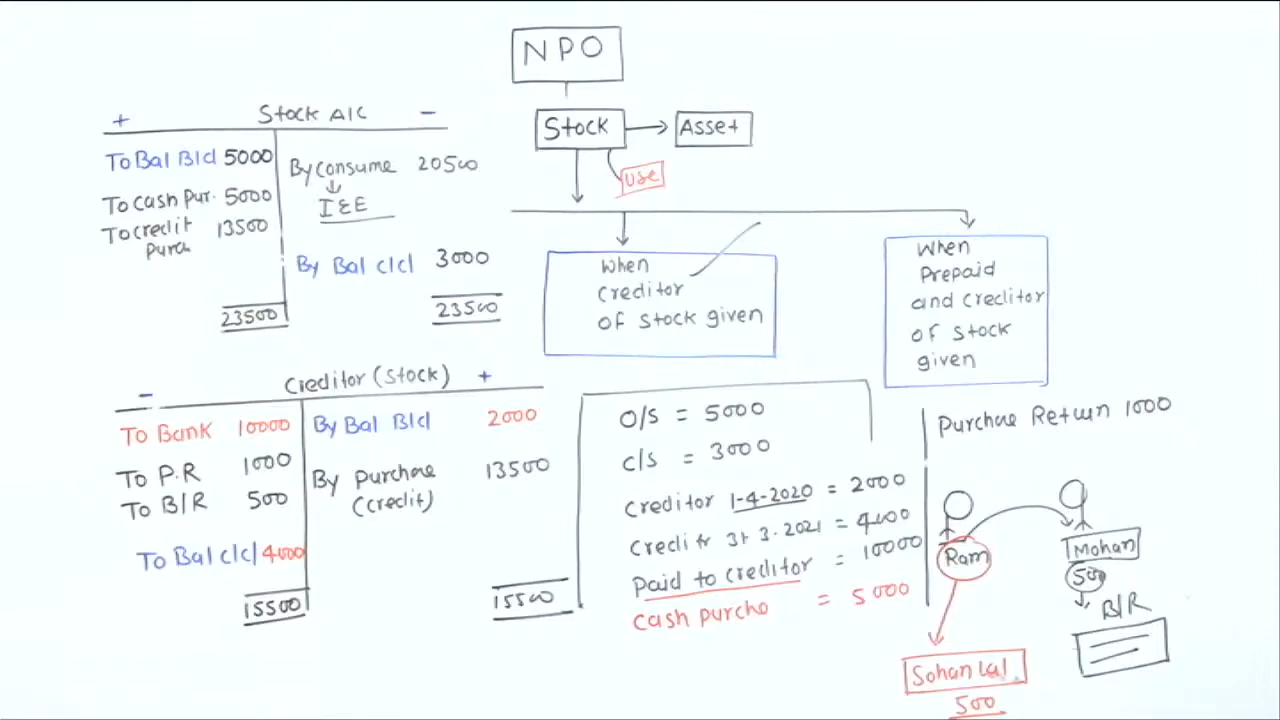 NPO
Stock
Asset
Use
When
Creditor
of stock given
When
Prepaid
and creditor
of stock
given
+ Stock A/C -
To Bal B/d 5000
To cash Pur. 5000
To credit 13500
Purch
23500
By consume 20500
I&E
By Bal c/d 3000
23500
- Creditor (Stock) +
To Bank 10000
To P.R 1000
To B/R 500
To Bal c/d 4000
15500
By Bal B/d 2000
By Purchase 13500
(credit)
15500
O/S = 5000
C/S = 3000
Creditor 1-4-2020 = 2000
Creditr 31 3.2021 = 4000
Paid to creditor = 10000
Cash purcha = 5000
Purchase Return 1000
Ram
Mohan
500
B/R
Sohan Lal
500